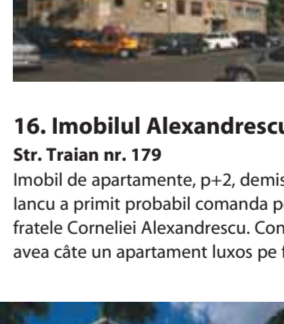 16. Imobilul Alexandrescu
Str. Traian nr. 179
Imobil de apartamente, p+2, demis
Iancu a primit probabil comanda p
fratele Corneliei Alexandrescu. Con
avea câte un apartament luxos pe f